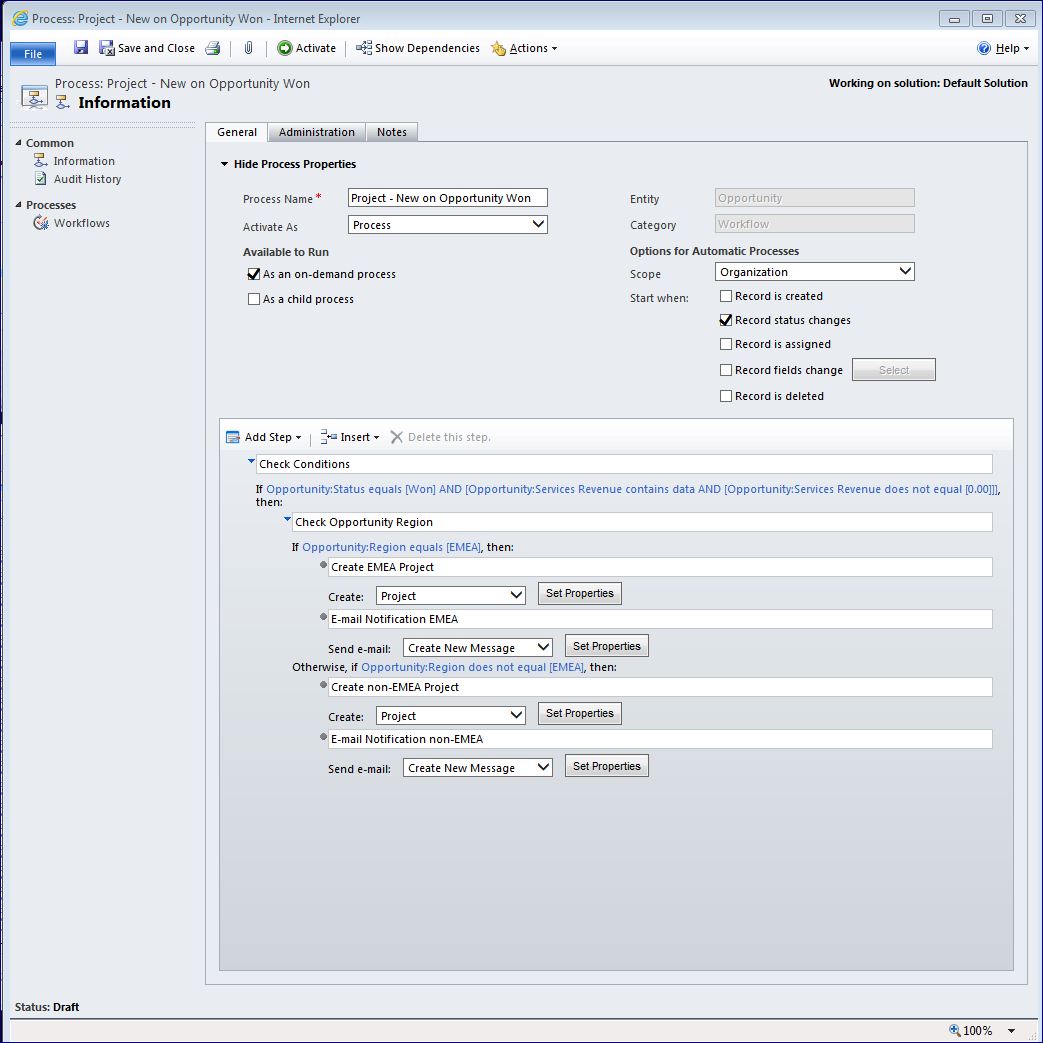 Process: Project - New on Opportunity Won - Internet Explorer
File Save and Close Activate Show Dependencies Actions Help
Process: Project - New on Opportunity Won
Information
Working on solution: Default Solution
Common
Information
Audit History
Processes
Workflows
General Administration Notes
Hide Process Properties
Process Name * Project - New on Opportunity Won
Activate As Process
Available to Run
As an on-demand process
As a child process
Entity Opportunity
Category Workflow
Options for Automatic Processes
Scope Organization
Start when: Record is created
Record status changes
Record is assigned
Record fields change Select
Record is deleted
Add Step Insert Delete this step.
Check Conditions
If Opportunity:Status equals [Won] AND [Opportunity:Services Revenue contains data AND [Opportunity:Services Revenue does not equal [0.00]]],
then:
Check Opportunity Region
If Opportunity:Region equals [EMEA], then:
Create EMEA Project
Create: Project Set Properties
E-mail Notification EMEA
Send e-mail: Create New Message Set Properties
Otherwise, if Opportunity:Region does not equal [EMEA], then:
Create non-EMEA Project
Create: Project Set Properties
E-mail Notification non-EMEA
Send e-mail: Create New Message Set Properties
Status: Draft
100%